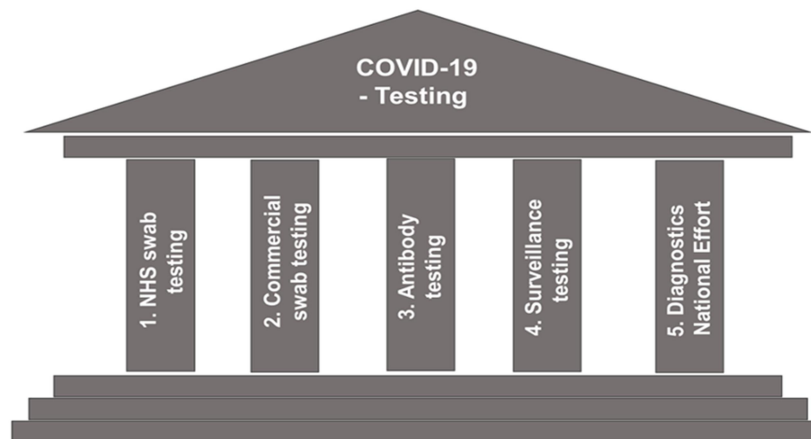 COVID-19
- Testing
1. NHS swab
testing
2. Commercial
swab testing
3. Antibody
testing
4. Surveillance
testing
5. Diagnostics
National Effort